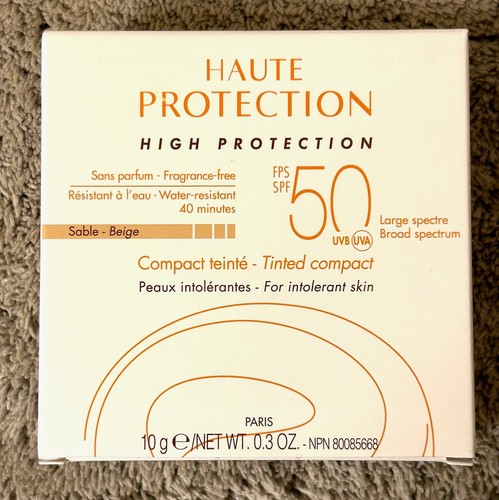 HAUTE
PROTECTION
HIGH PROTECTION
Sans parfum - Fragrance-free
Résistant à l'eau - Water-resistant
40 minutes
FPS
SPF
50
UVB UVA
Large spectre
Broad spectrum
Sable - Beige
Compact teinté - Tinted compact
Peaux intolérantes - For intolerant skin
PARIS
10 g ℮/NET WT. 0.3 OZ. - NPN 80085668